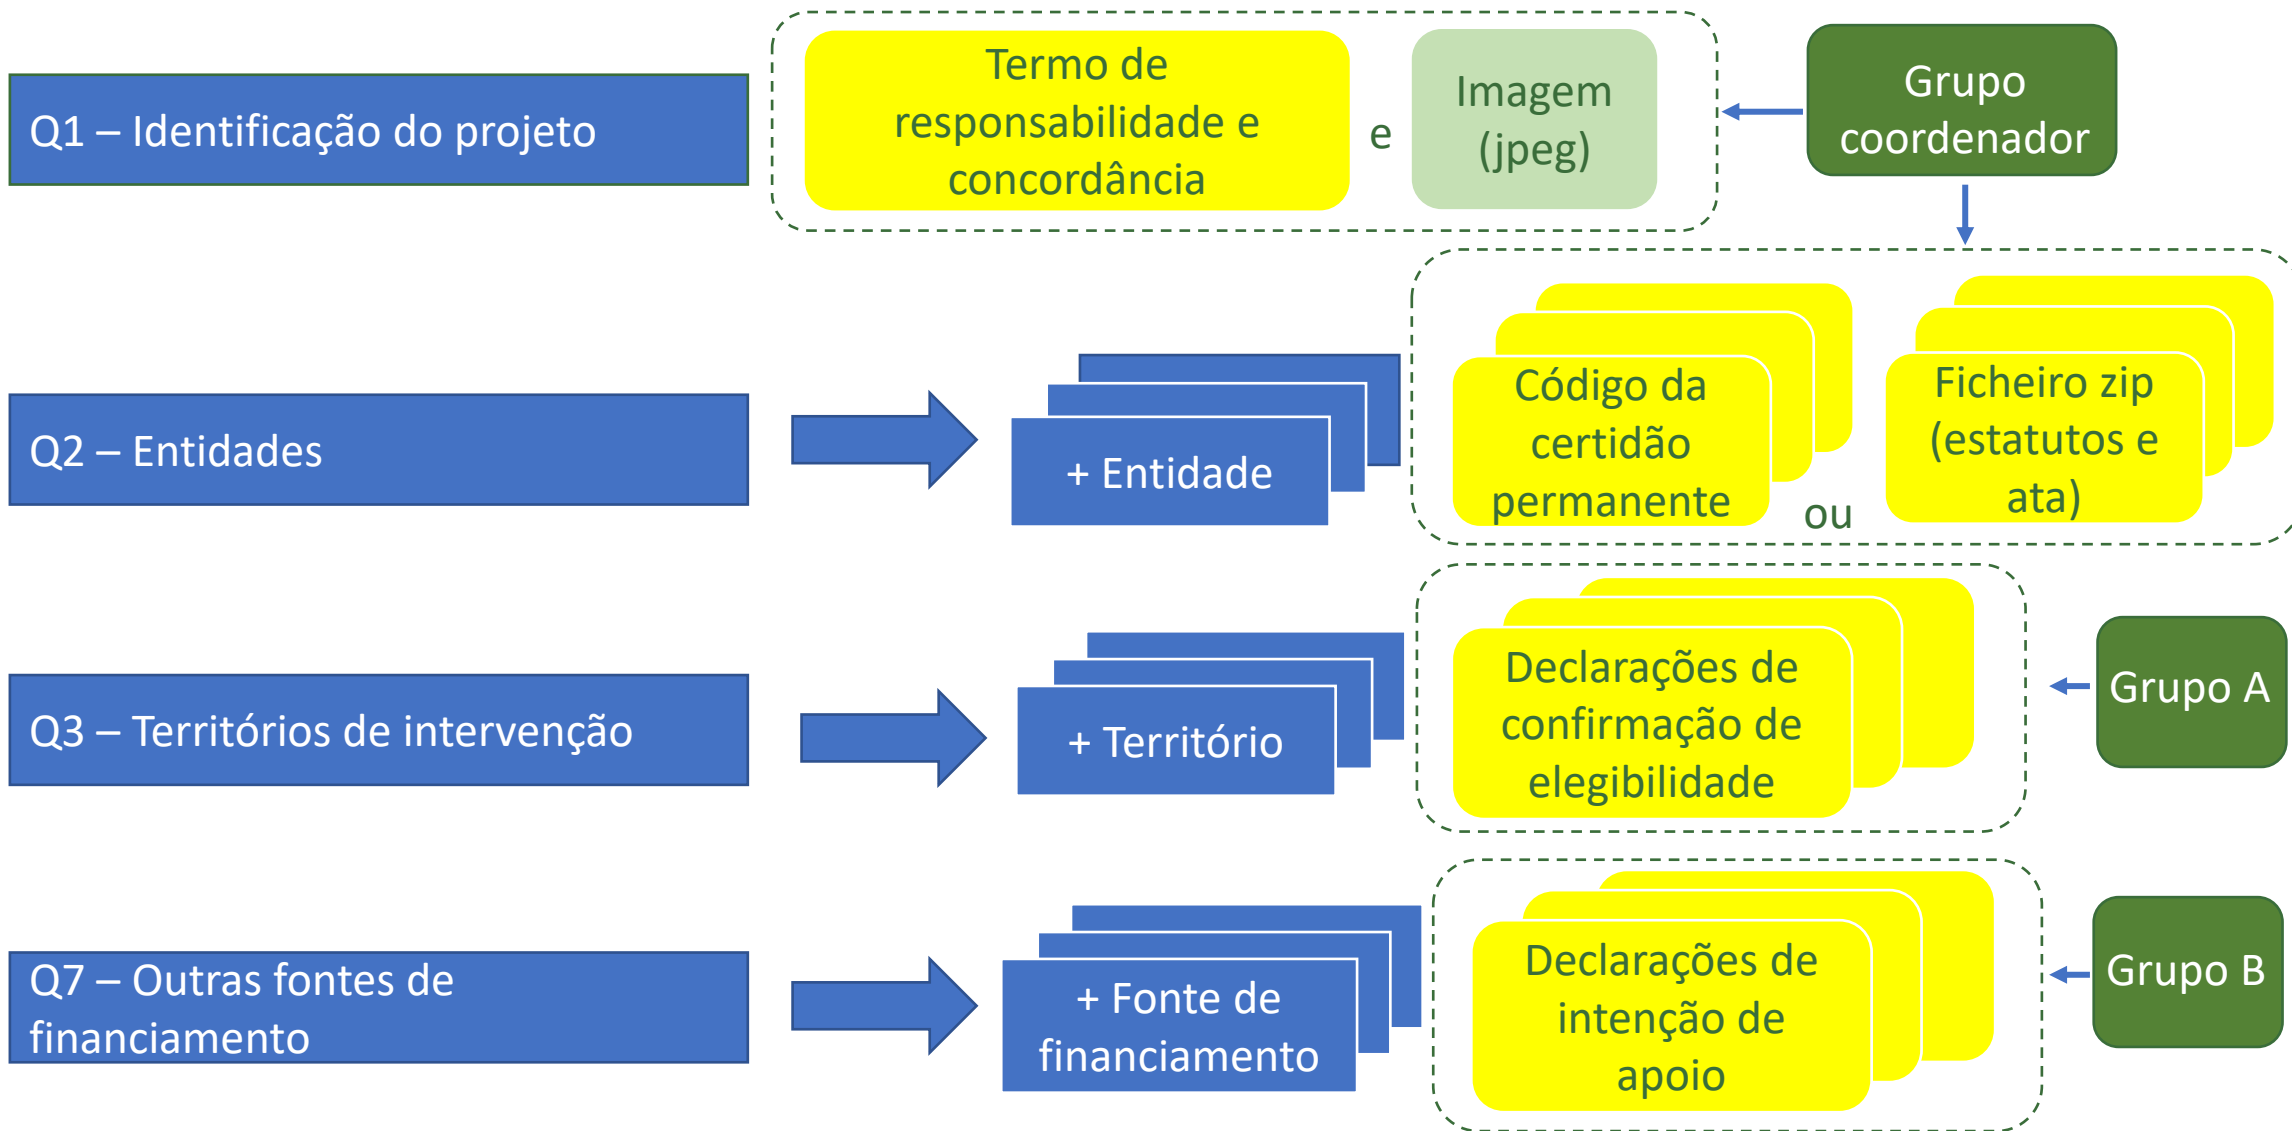 Q1 – Identificação do projeto
Termo de
responsabilidade e
concordância
e
Imagem
(jpeg)
Grupo
coordenador
Q2 – Entidades
+ Entidade
Código da
certidão
permanente
ou
Ficheiro zip
(estatutos e
ata)
Q3 – Territórios de intervenção
+ Território
Declarações de
confirmação de
elegibilidade
Grupo A
Q7 – Outras fontes de
financiamento
+ Fonte de
financiamento
Declarações de
intenção de
apoio
Grupo B